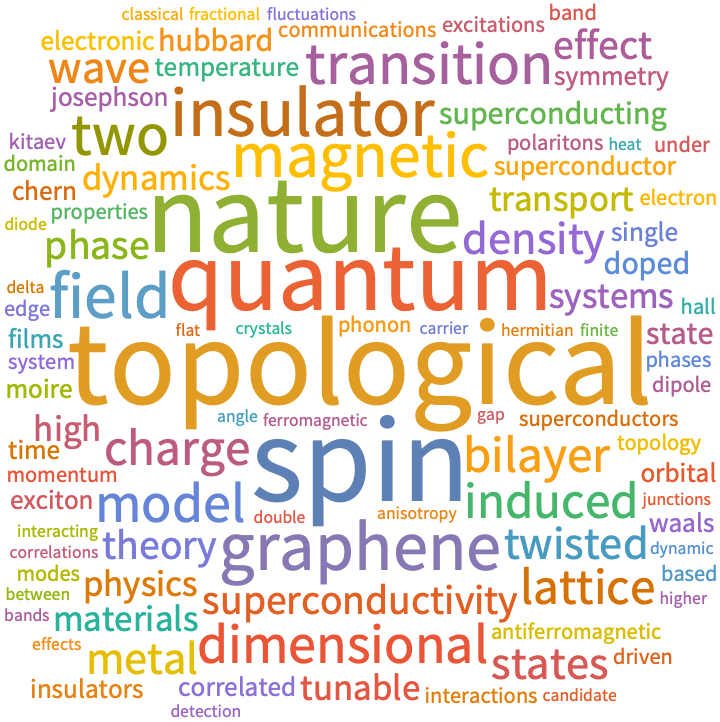 classical fractional fluctuations
communications excitations band
electronic hubbard
wave temperature transition effect
symmetry
josephson insulator superconducting
kitaev two magnetic polaritons heat under
domain superconductor
chern dynamics nature transport electron
properties
diode phase density single
doped
delta field quantum systems hall
edge
films flat crystals phonon carrier hermitian finite state
system topological phases
moire dipole
angle ferromagnetic gap superconductors
high charge spin bilayer topology
time
momentum orbital
exciton model induced junctions
double anisotropy waals
interacting theory graphene twisted dynamic
correlations
modes physics lattice based
between superconductivity higher
bands materials
dimensional antiferromagnetic
effects metal states driven
insulators correlated tunable interactions candidate
detection